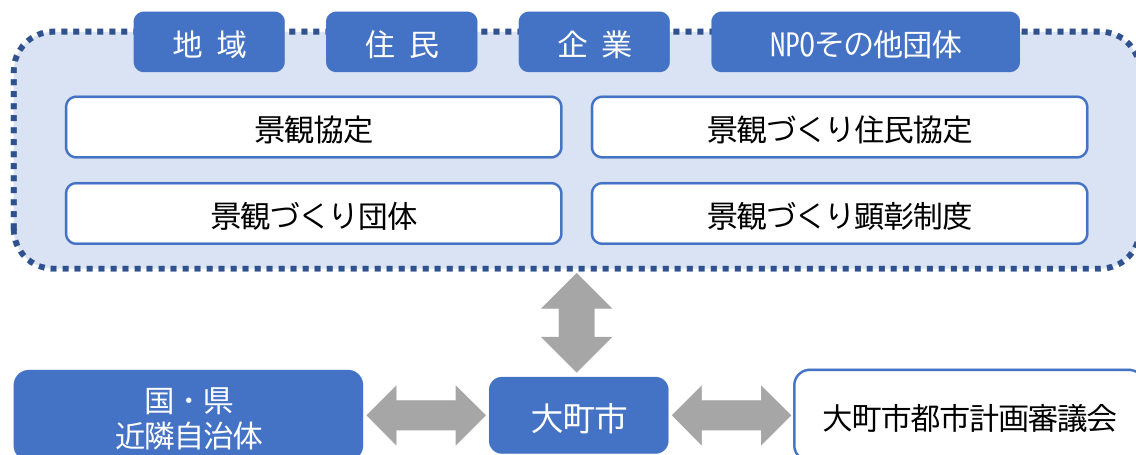 地 域
住 民
企 業
NPOその他団体
景観協定
景観づくり住民協定
景観づくり団体
景観づくり顕彰制度
国・県
近隣自治体
大町市
大町市都市計画審議会